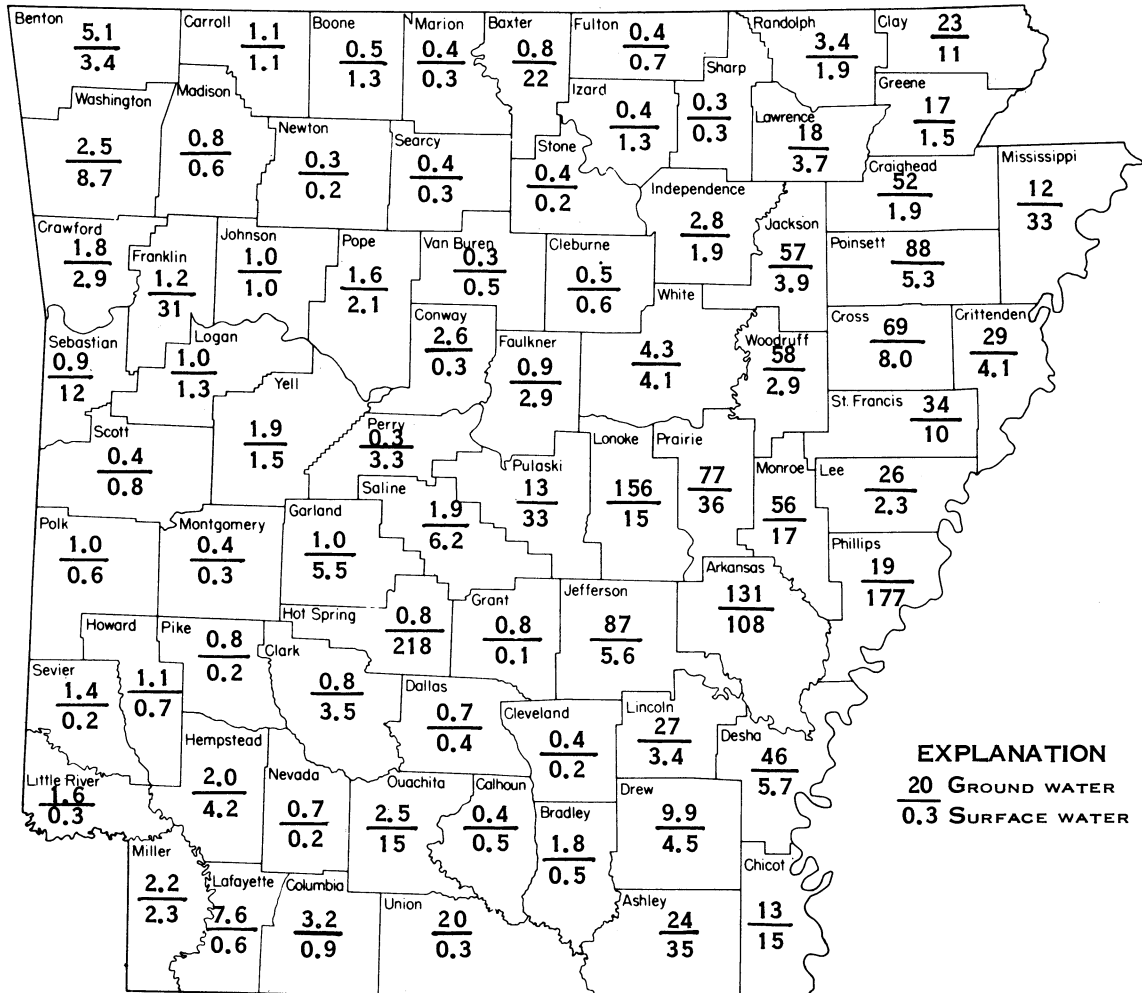 Benton
5.1
3.4
Carroll
1.1
1.1
Boone
0.5
1.3
Marion
0.4
0.3
Baxter
0.8
22
Fulton
0.4
0.7
Sharp
0.3
0.3
Randolph
3.4
1.9
Clay
23
11
Washington
2.5
8.7
Madison
0.8
0.6
Newton
0.3
0.2
Searcy
0.4
0.3
Stone
0.4
0.2
Izard
0.4
1.3
Lawrence
18
3.7
Greene
17
1.5
Independence
2.8
1.9
Jackson
57
3.9
Craighead
52
1.9
Mississippi
12
33
Crawford
1.8
2.9
Franklin
1.2
31
Johnson
1.0
1.0
Pope
1.6
2.1
Van Buren
0.3
0.5
Cleburne
0.5
0.6
White
4.3
4.1
Poinsett
88
5.3
Sebastian
0.9
12
Logan
1.0
1.3
Yell
1.9
1.5
Conway
2.6
0.3
Faulkner
0.9
2.9
Woodruff
58
2.9
Cross
69
8.0
Crittenden
29
4.1
Scott
0.4
0.8
Perry
0.3
3.3
Pulaski
13
33
Lonoke
156
15
Prairie
77
36
Monroe
56
17
St. Francis
34
10
Lee
26
2.3
Polk
1.0
0.6
Montgomery
0.4
0.3
Garland
1.0
5.5
Saline
1.9
6.2
Arkansas
131
108
Phillips
19
177
Howard
1.1
0.7
Pike
0.8
0.2
Hot Spring
0.8
218
Clark
0.8
3.5
Grant
0.8
0.1
Jefferson
87
5.6
Sevier
1.4
0.2
Dallas
0.7
0.4
Cleveland
0.4
0.2
Lincoln
27
3.4
Desha
46
5.7
Little River
1.6
0.3
Hempstead
2.0
4.2
Nevada
0.7
0.2
Ouachita
2.5
15
Calhoun
0.4
0.5
Bradley
1.8
0.5
Drew
9.9
4.5
Miller
2.2
2.3
Lafayette
7.6
0.6
Columbia
3.2
0.9
Union
20
0.3
Ashley
24
35
Chicot
13
15
EXPLANATION
20 GROUND WATER
0.3 SURFACE WATER